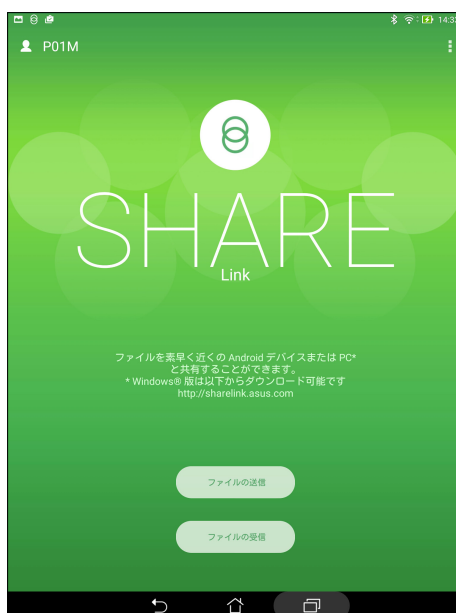 14:33
P01M
SHARE
Link
ファイルを素早く近くの Android デバイスまたは PC*
と共有することができます。
* Windows® 版は以下からダウンロード可能です
http://sharelink.asus.com
ファイルの送信
ファイルの受信